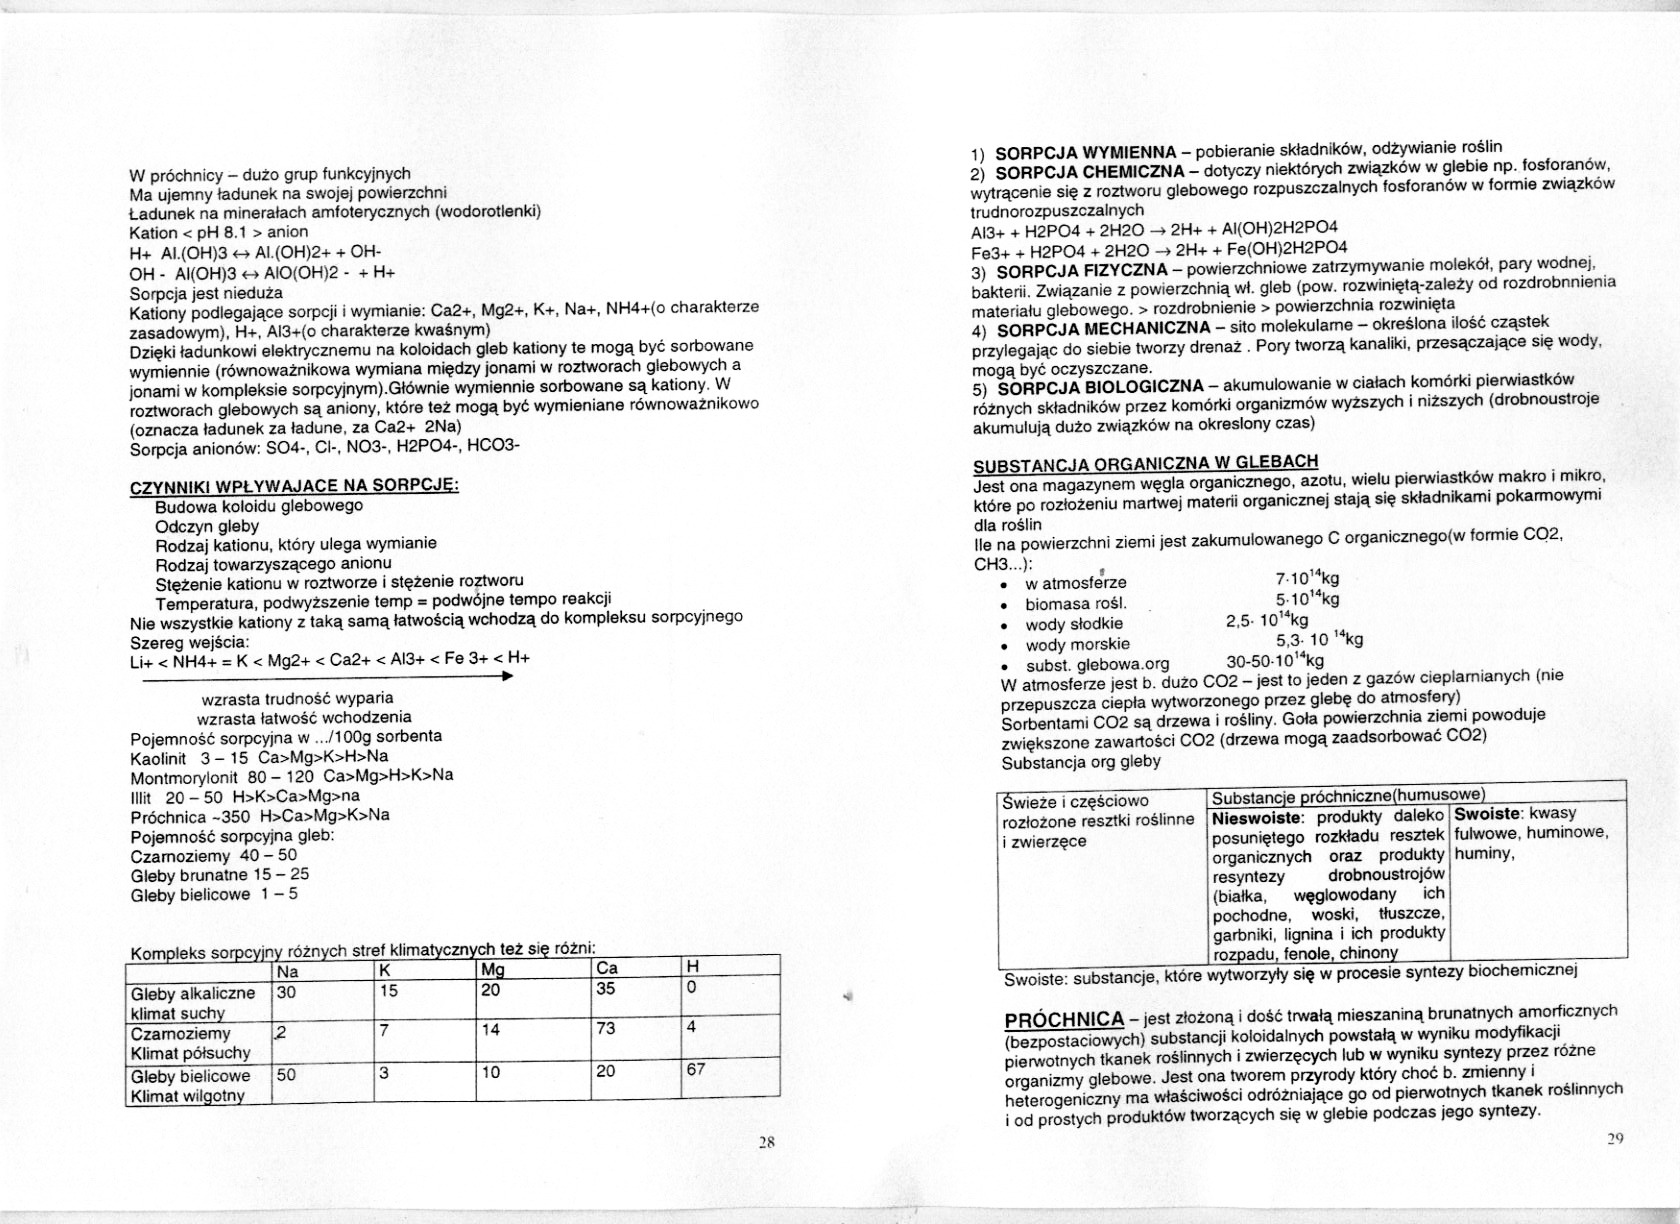 W próchnicy – dużo grup funkcyjnych
Ma ujemny ładunek na swojej powierzchni
Ładunek na minerałach amfoterycznych (wodorotlenki)
Kation < pH 8.1 > anion
H+ Al.(OH)3 ↔ Al.(OH)2+ + OH-
OH - Al(OH)3 ↔ AlO(OH)2 - + H+
Sorpcja jest nieduża
Kationy podlegające sorpcji i wymianie: Ca2+, Mg2+, K+, Na+, NH4+(o charakterze
zasadowym), H+, Al3+(o charakterze kwaśnym)
Dzięki ładunkowi elektrycznemu na koloidach gleb kationy te mogą być sorbowane
wymiennie (równoważnikowa wymiana między jonami w roztworach glebowych a
jonami w kompleksie sorpcyjnym).Głównie wymiennie sorbowane są kationy. W
roztworach glebowych są aniony, które też mogą być wymieniane równoważnikowo
(oznacza ładunek za ładune, za Ca2+ 2Na)
Sorpcja anionów: SO4-, Cl-, NO3-, H2PO4-, HCO3-
CZYNNIKI WPŁYWAJACE NA SORPCJĘ:
Budowa koloidu glebowego
Odczyn gleby
Rodzaj kationu, który ulega wymianie
Rodzaj towarzyszącego anionu
Stężenie kationu w roztworze i stężenie roztworu
Temperatura, podwyższenie temp = podwójne tempo reakcji
Nie wszystkie kationy z taką samą łatwością wchodzą do kompleksu sorpcyjnego
Szereg wejścia:
Li+ < NH4+ = K < Mg2+ < Ca2+ < Al3+ < Fe 3+ < H+
wzrasta trudność wyparia
wzrasta łatwość wchodzenia
Pojemność sorpcyjna w .../100g sorbenta
Kaolinit 3 – 15 Ca>Mg>K>H>Na
Montmorylonit 80 – 120 Ca>Mg>H>K>Na
Illit 20 – 50 H>K>Ca>Mg>na
Próchnica ~350 H>Ca>Mg>K>Na
Pojemność sorpcyjna gleb:
Czarnoziemy 40 – 50
Gleby brunatne 15 – 25
Gleby bielicowe 1 – 5
Kompleks sorpcyjny różnych stref klimatycznych też się różni:
Na K Mg Ca H
Gleby alkaliczne 30 15 20 35 0
klimat suchy
Czarnoziemy 2 7 14 73 4
Klimat półsuchy
Gleby bielicowe 50 3 10 20 67
Klimat wilgotny
28
1) SORPCJA WYMIENNA – pobieranie składników, odżywianie roślin
2) SORPCJA CHEMICZNA – dotyczy niektórych związków w glebie np. fosforanów,
wytrącenie się z roztworu glebowego rozpuszczalnych fosforanów w formie związków
trudnorozpuszczalnych
Al3+ + H2PO4 + 2H2O → 2H+ + Al(OH)2H2PO4
Fe3+ + H2PO4 + 2H2O → 2H+ + Fe(OH)2H2PO4
3) SORPCJA FIZYCZNA – powierzchniowe zatrzymywanie molekół, pary wodnej,
bakterii. Związanie z powierzchnią wł. gleb (pow. rozwiniętą-zależy od rozdrobnnienia
materiału glebowego. > rozdrobnienie > powierzchnia rozwinięta
4) SORPCJA MECHANICZNA – sito molekularne – określona ilość cząstek
przylegając do siebie tworzy drenaż . Pory tworzą kanaliki, przesączające się wody,
mogą być oczyszczane.
5) SORPCJA BIOLOGICZNA – akumulowanie w ciałach komórki pierwiastków
różnych składników przez komórki organizmów wyższych i niższych (drobnoustroje
akumulują dużo związków na okreslony czas)
SUBSTANCJA ORGANICZNA W GLEBACH
Jest ona magazynem węgla organicznego, azotu, wielu pierwiastków makro i mikro,
które po rozłożeniu martwej materii organicznej stają się składnikami pokarmowymi
dla roślin
Ile na powierzchni ziemi jest zakumulowanego C organicznego(w formie CO2,
CH3...):
• w atmosferze 7·10¹⁴kg
• biomasa rośl. 5·10¹⁴kg
• wody słodkie 2,5· 10¹⁴kg
• wody morskie 5,3· 10 ¹⁴kg
• subst. glebowa.org 30-50·10¹⁴kg
W atmosferze jest b. dużo CO2 – jest to jeden z gazów cieplarnianych (nie
przepuszcza ciepła wytworzonego przez glebę do atmosfery)
Sorbentami CO2 są drzewa i rośliny. Goła powierzchnia ziemi powoduje
zwiększone zawartości CO2 (drzewa mogą zaadsorbować CO2)
Substancja org gleby
Świeże i częściowo Substancje próchniczne(humusowe)
rozłożone resztki roślinne Nieswoiste: produkty daleko Swoiste: kwasy
i zwierzęce posuniętego rozkładu resztek fulwowe, huminowe,
organicznych oraz produkty huminy,
resyntezy drobnoustrojów
(białka, węglowodany ich
pochodne, woski, tłuszcze,
garbniki, lignina i ich produkty
rozpadu, fenole, chinony
Swoiste: substancje, które wytworzyły się w procesie syntezy biochemicznej
PRÓCHNICA – jest złożoną i dość trwałą mieszaniną brunatnych amorficznych
(bezpostaciowych) substancji koloidalnych powstałą w wyniku modyfikacji
pierwotnych tkanek roślinnych i zwierzęcych lub w wyniku syntezy przez różne
organizmy glebowe. Jest ona tworem przyrody który choć b. zmienny i
heterogeniczny ma właściwości odróżniające go od pierwotnych tkanek roślinnych
i od prostych produktów tworzących się w glebie podczas jego syntezy.
29